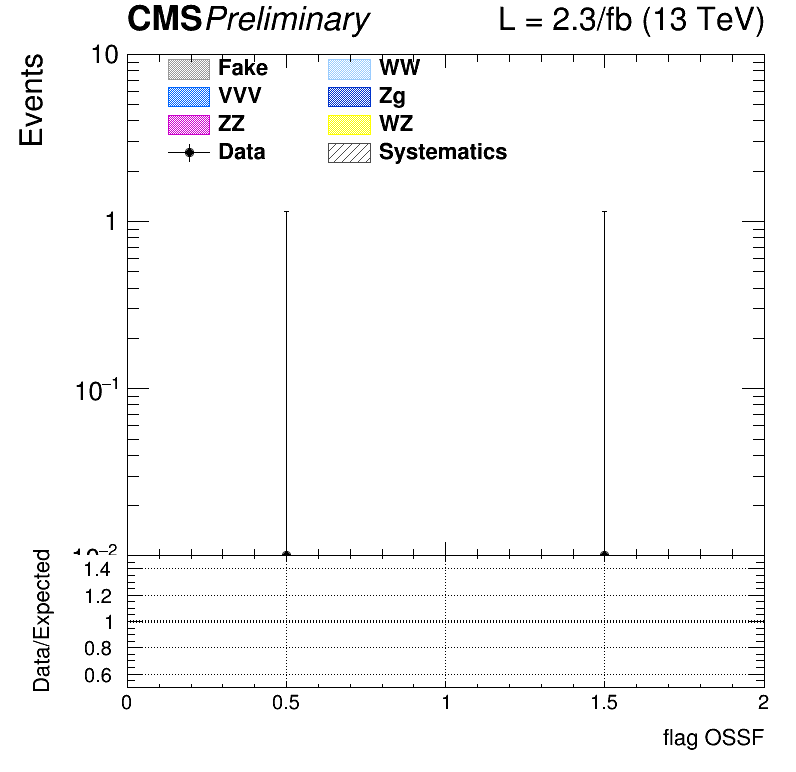 CMS Preliminary L = 2.3/fb (13 TeV)
Events
10
1
10⁻¹
10⁻²
Fake WW
VVV Zg
ZZ WZ
Data Systematics
Data/Expected
1.4
1.2
1
0.8
0.6
0 0.5 1 1.5 2
flag OSSF